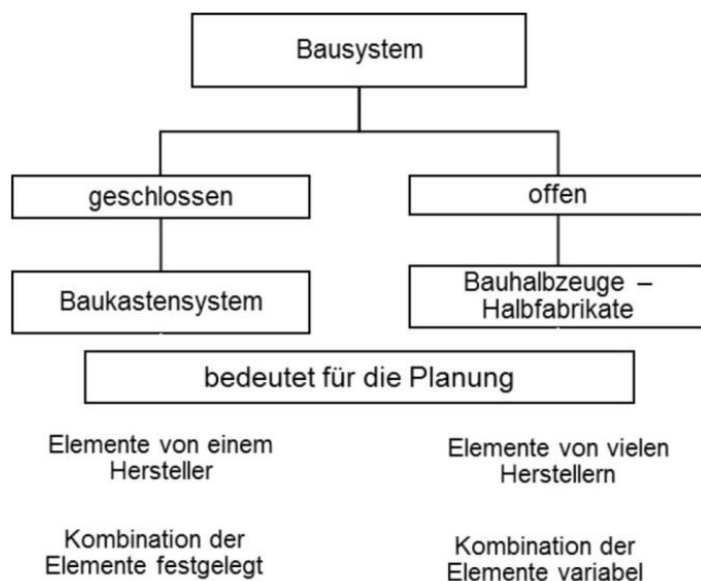 Bausystem
geschlossen
offen
Baukastensystem
Bauhalbzeuge –
Halbfabrikate
bedeutet für die Planung
Elemente von einem
Hersteller
Elemente von vielen
Herstellern
Kombination der
Elemente festgelegt
Kombination der
Elemente variabel